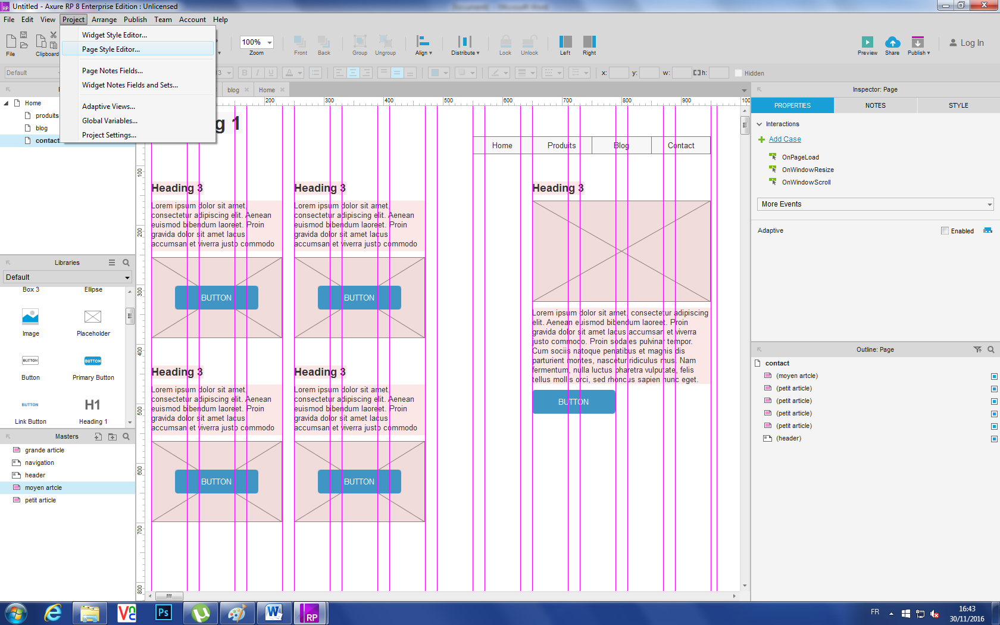 Untitled - Axure RP 8 Enterprise Edition : Unlicensed
File Edit View Project Arrange Publish Team Account Help
Widget Style Editor...
Page Style Editor...
Page Notes Fields...
Widget Notes Fields and Sets...
Adaptive Views...
Global Variables...
Project Settings...
File Clipboard
100%
Zoom Front Back Group Ungroup Align Distribute Lock Unlock Left Right
Preview Share Publish Log In
Default
B I U A
x: y: w: h: Hidden
blog Home
200 300 400 500 600 700 800 900
100
200
300
400
500
600
700
800
Home
produits
blog
contact
g 1
Home Produits Blog Contact
Heading 3
Lorem ipsum dolor sit amet,
consectetur adipiscing elit. Aenean
euismod bibendum laoreet. Proin
gravida dolor sit amet lacus
accumsan et viverra justo commodo
BUTTON
Heading 3
Lorem ipsum dolor sit amet,
consectetur adipiscing elit. Aenean
euismod bibendum laoreet. Proin
gravida dolor sit amet lacus
accumsan et viverra justo commodo
BUTTON
Heading 3
Lorem ipsum dolor sit amet, consectetur adipiscing
elit. Aenean euismod bibendum laoreet. Proin
gravida dolor sit amet lacus accumsan et viverra
justo commodo. Proin sodales pulvinar tempor.
Cum sociis natoque penatibus et magnis dis
parturient montes, nascetur ridiculus mus. Nam
fermentum, nulla luctus pharetra vulputate, felis
tellus mollis orci, sed rhoncus sapien nunc eget.
BUTTON
Heading 3
Lorem ipsum dolor sit amet,
consectetur adipiscing elit. Aenean
euismod bibendum laoreet. Proin
gravida dolor sit amet lacus
accumsan et viverra justo commodo
BUTTON
Heading 3
Lorem ipsum dolor sit amet,
consectetur adipiscing elit. Aenean
euismod bibendum laoreet. Proin
gravida dolor sit amet lacus
accumsan et viverra justo commodo
BUTTON
Libraries
Default
Box 3 Ellipse
Image Placeholder
BUTTON BUTTON
Button Primary Button
BUTTON H1
Link Button Heading 1
Masters
grande article
navigation
header
moyen artcle
petit article
Inspector: Page
PROPERTIES NOTES STYLE
Interactions
Add Case
OnPageLoad
OnWindowResize
OnWindowScroll
More Events
Adaptive Enabled
Outline: Page
contact
(moyen artcle)
(petit article)
(petit article)
(petit article)
(petit article)
(header)
Ps RP
FR
16:43
30/11/2016